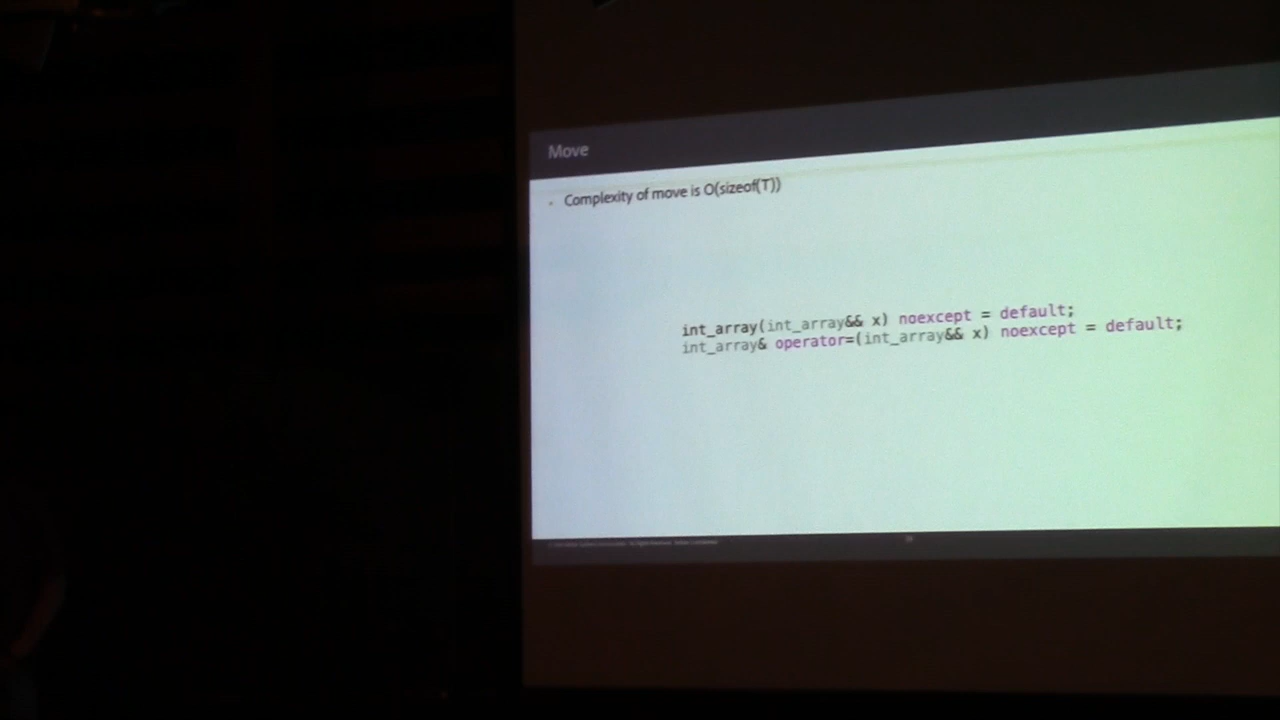 Move
Complexity of move is O(sizeof(T))
int_array(int_array&& x) noexcept = default;
int_array& operator=(int_array&& x) noexcept = default;